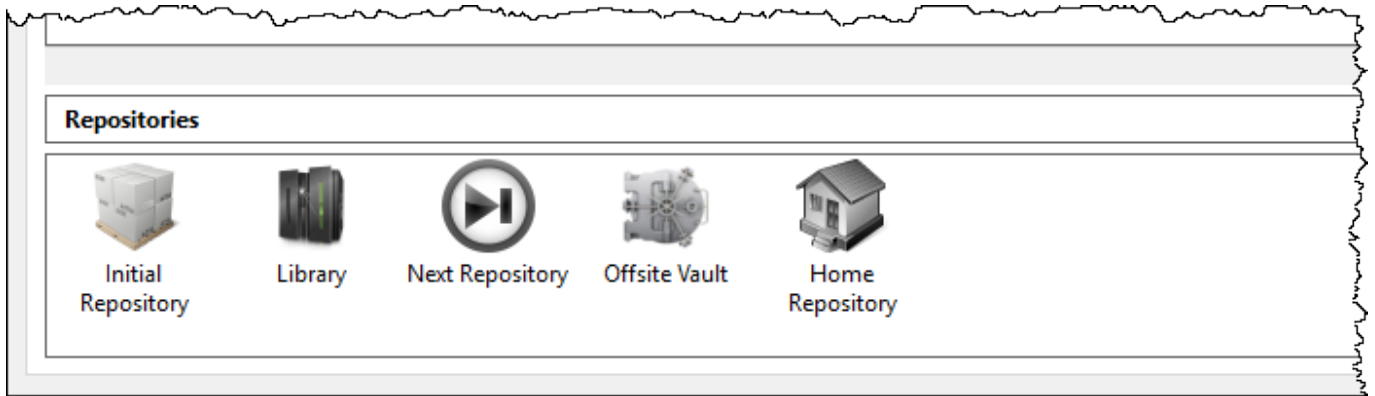 Repositories
Initial
Repository
Library
Next Repository
Offsite Vault
Home
Repository